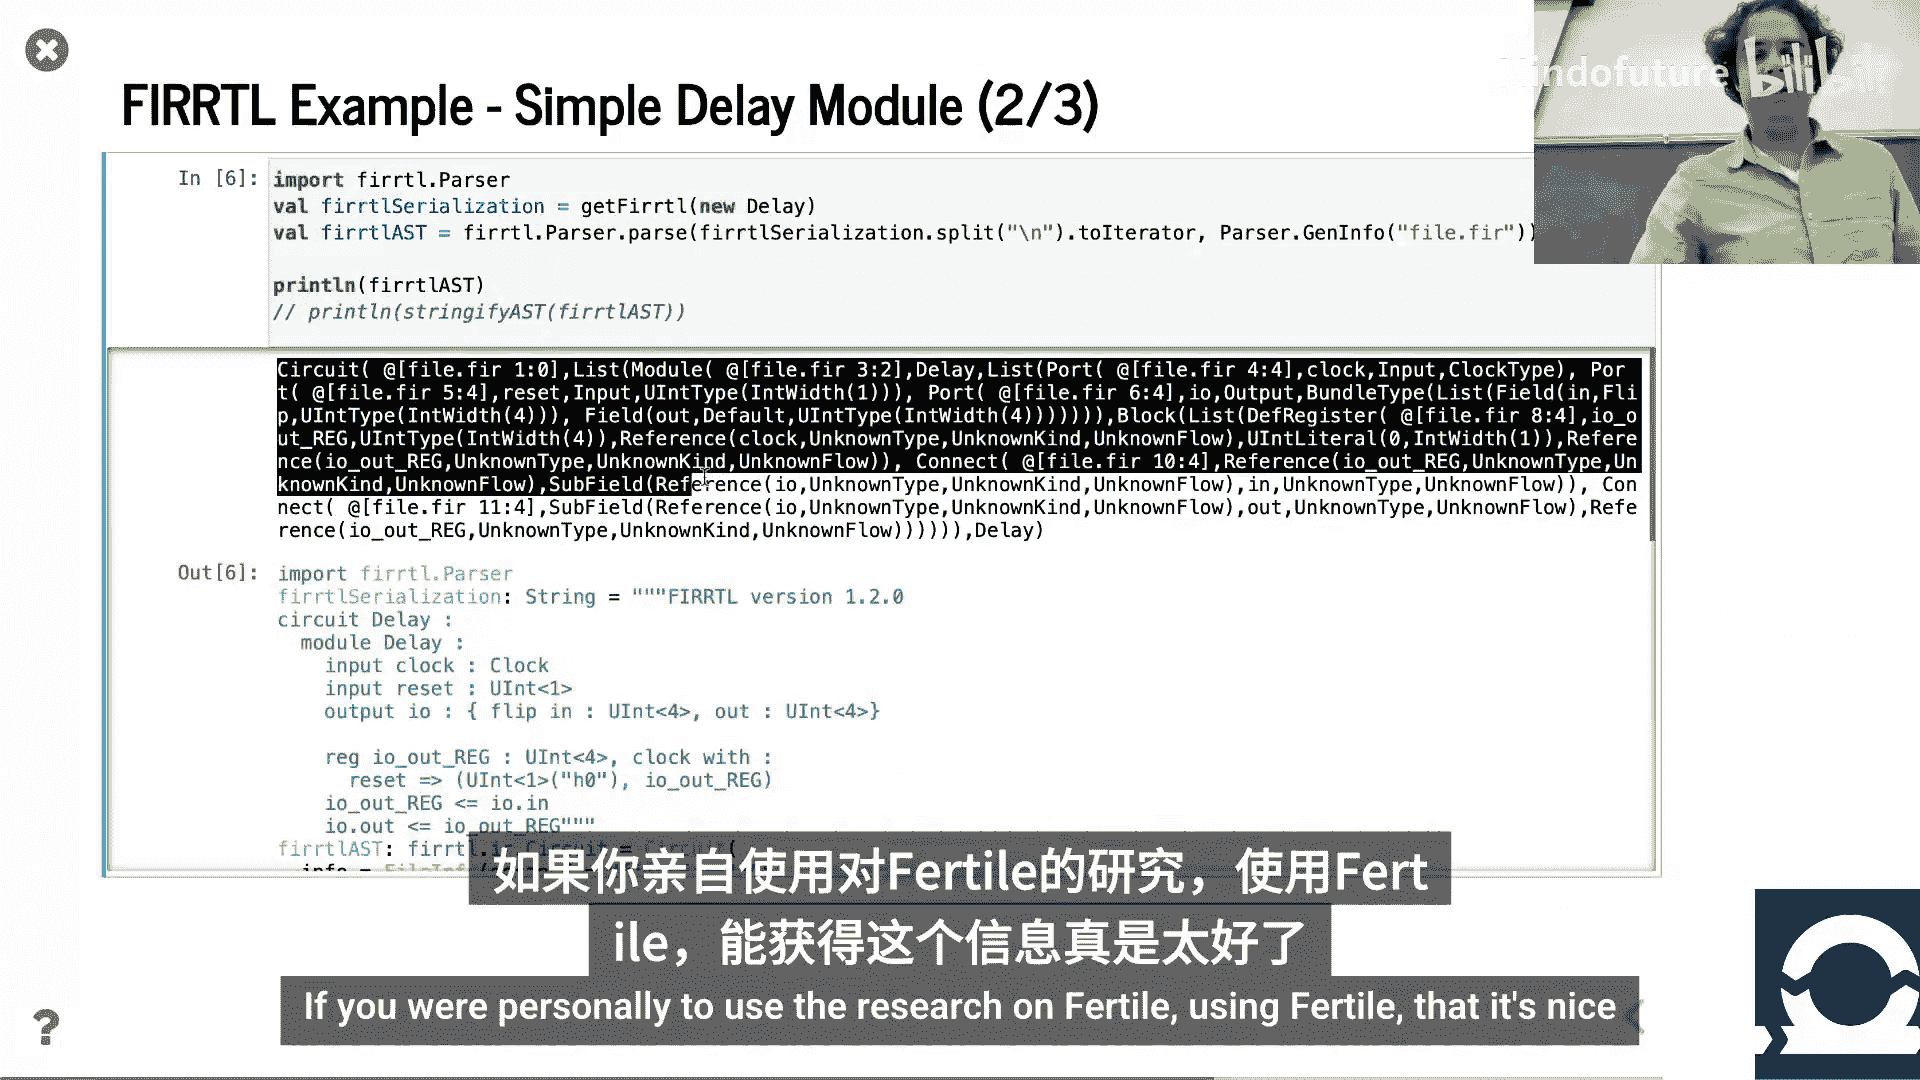 FIRRTL Example - Simple Delay Module (2/3)
In [6]:
import firrtl.Parser
val firrtlSerialization = getFirrtl(new Delay)
val firrtlAST = firrtl.Parser.parse(firrtlSerialization.split("\n").toIterator, Parser.GenInfo("file.fir"))
println(firrtlAST)
// println(stringifyAST(firrtlAST))
Circuit( @[file.fir 1:0],List(Module( @[file.fir 3:2],Delay,List(Port( @[file.fir 4:4],clock,Input,ClockType), Por
t( @[file.fir 5:4],reset,Input,UIntType(IntWidth(1))), Port( @[file.fir 6:4],io,Output,BundleType(List(Field(in,Fli
p,UIntType(IntWidth(4))), Field(out,Default,UIntType(IntWidth(4))))))),Block(List(DefRegister( @[file.fir 8:4],io_o
ut_REG,UIntType(IntWidth(4)),Reference(clock,UnknownType,UnknownKind,UnknownFlow),UIntLiteral(0,IntWidth(1)),Refere
nce(io_out_REG,UnknownType,UnknownKind,UnknownFlow)), Connect( @[file.fir 10:4],Reference(io_out_REG,UnknownType,Un
knownKind,UnknownFlow),SubField(Reference(io,UnknownType,UnknownKind,UnknownFlow),in,UnknownType,UnknownFlow)), Con
nect( @[file.fir 11:4],SubField(Reference(io,UnknownType,UnknownKind,UnknownFlow),out,UnknownType,UnknownFlow),Refe
rence(io_out_REG,UnknownType,UnknownKind,UnknownFlow)))))),Delay)
Out[6]:
import firrtl.Parser
firrtlSerialization: String = """FIRRTL version 1.2.0
circuit Delay :
module Delay :
input clock : Clock
input reset : UInt<1>
output io : { flip in : UInt<4>, out : UInt<4>}
reg io_out_REG : UInt<4>, clock with :
reset => (UInt<1>("h0"), io_out_REG)
io_out_REG <= io.in
io.out <= io_out_REG"""
firrtlAST: firrtl.ir.Circuit = Circuit(
如果你亲自使用对Fertile的研究，使用Fert
ile，能获得这个信息真是太好了
If you were personally to use the research on Fertile, using Fertile, that it's nice
bilibili
?